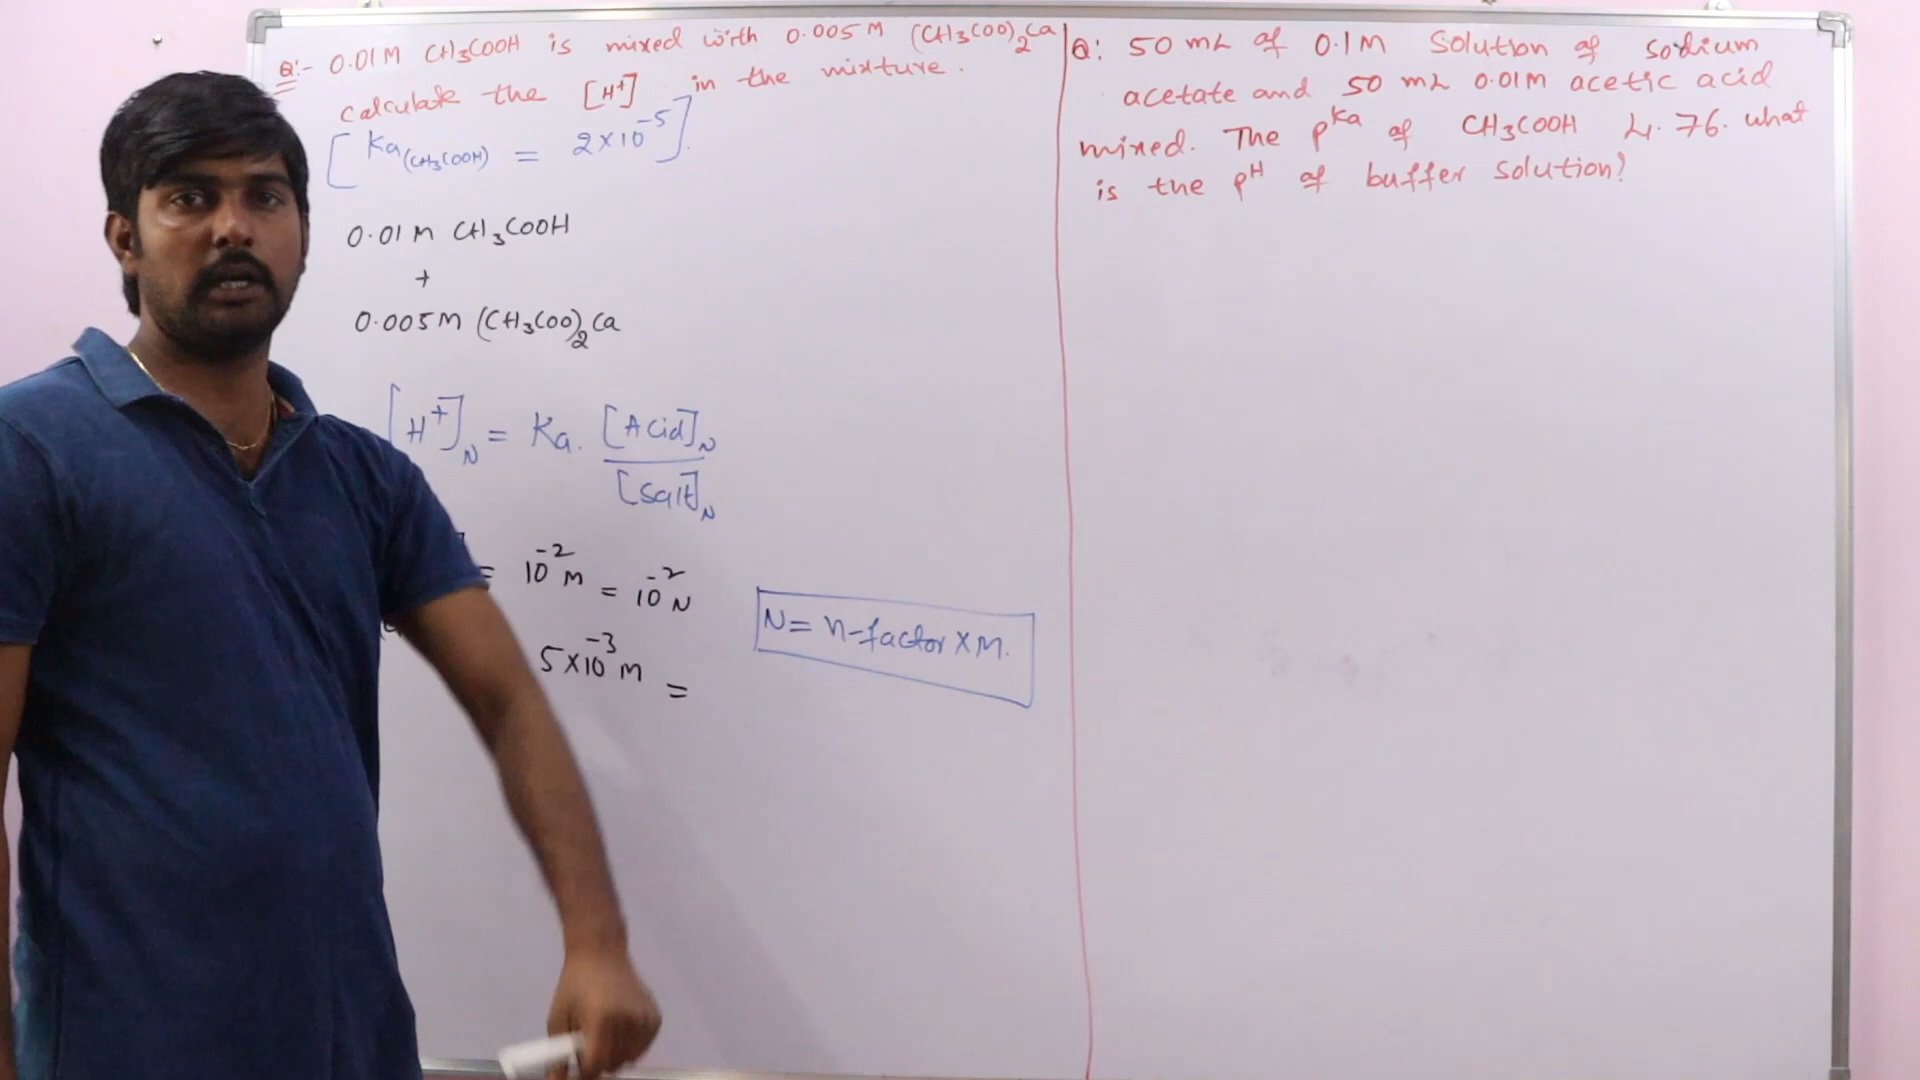 Q:- 0.01M CH3COOH is mixed with 0.005M (CH3COO)2Ca
calculate the [H+] in the mixture.
[Ka(CH3COOH) = 2×10^-5].
0.01M CH3COOH
+
0.005M (CH3COO)2Ca
[H+]N = Ka. [Acid]N
[Salt]N
= 10^-2 M = 10^-2 N
5×10^-3 M =
N = n-factor × M.
Q: 50 mL of 0.1M Solution of sodium
acetate and 50 mL 0.01M acetic acid
mixed. The pKa of CH3COOH 4.76. what
is the pH of buffer solution?